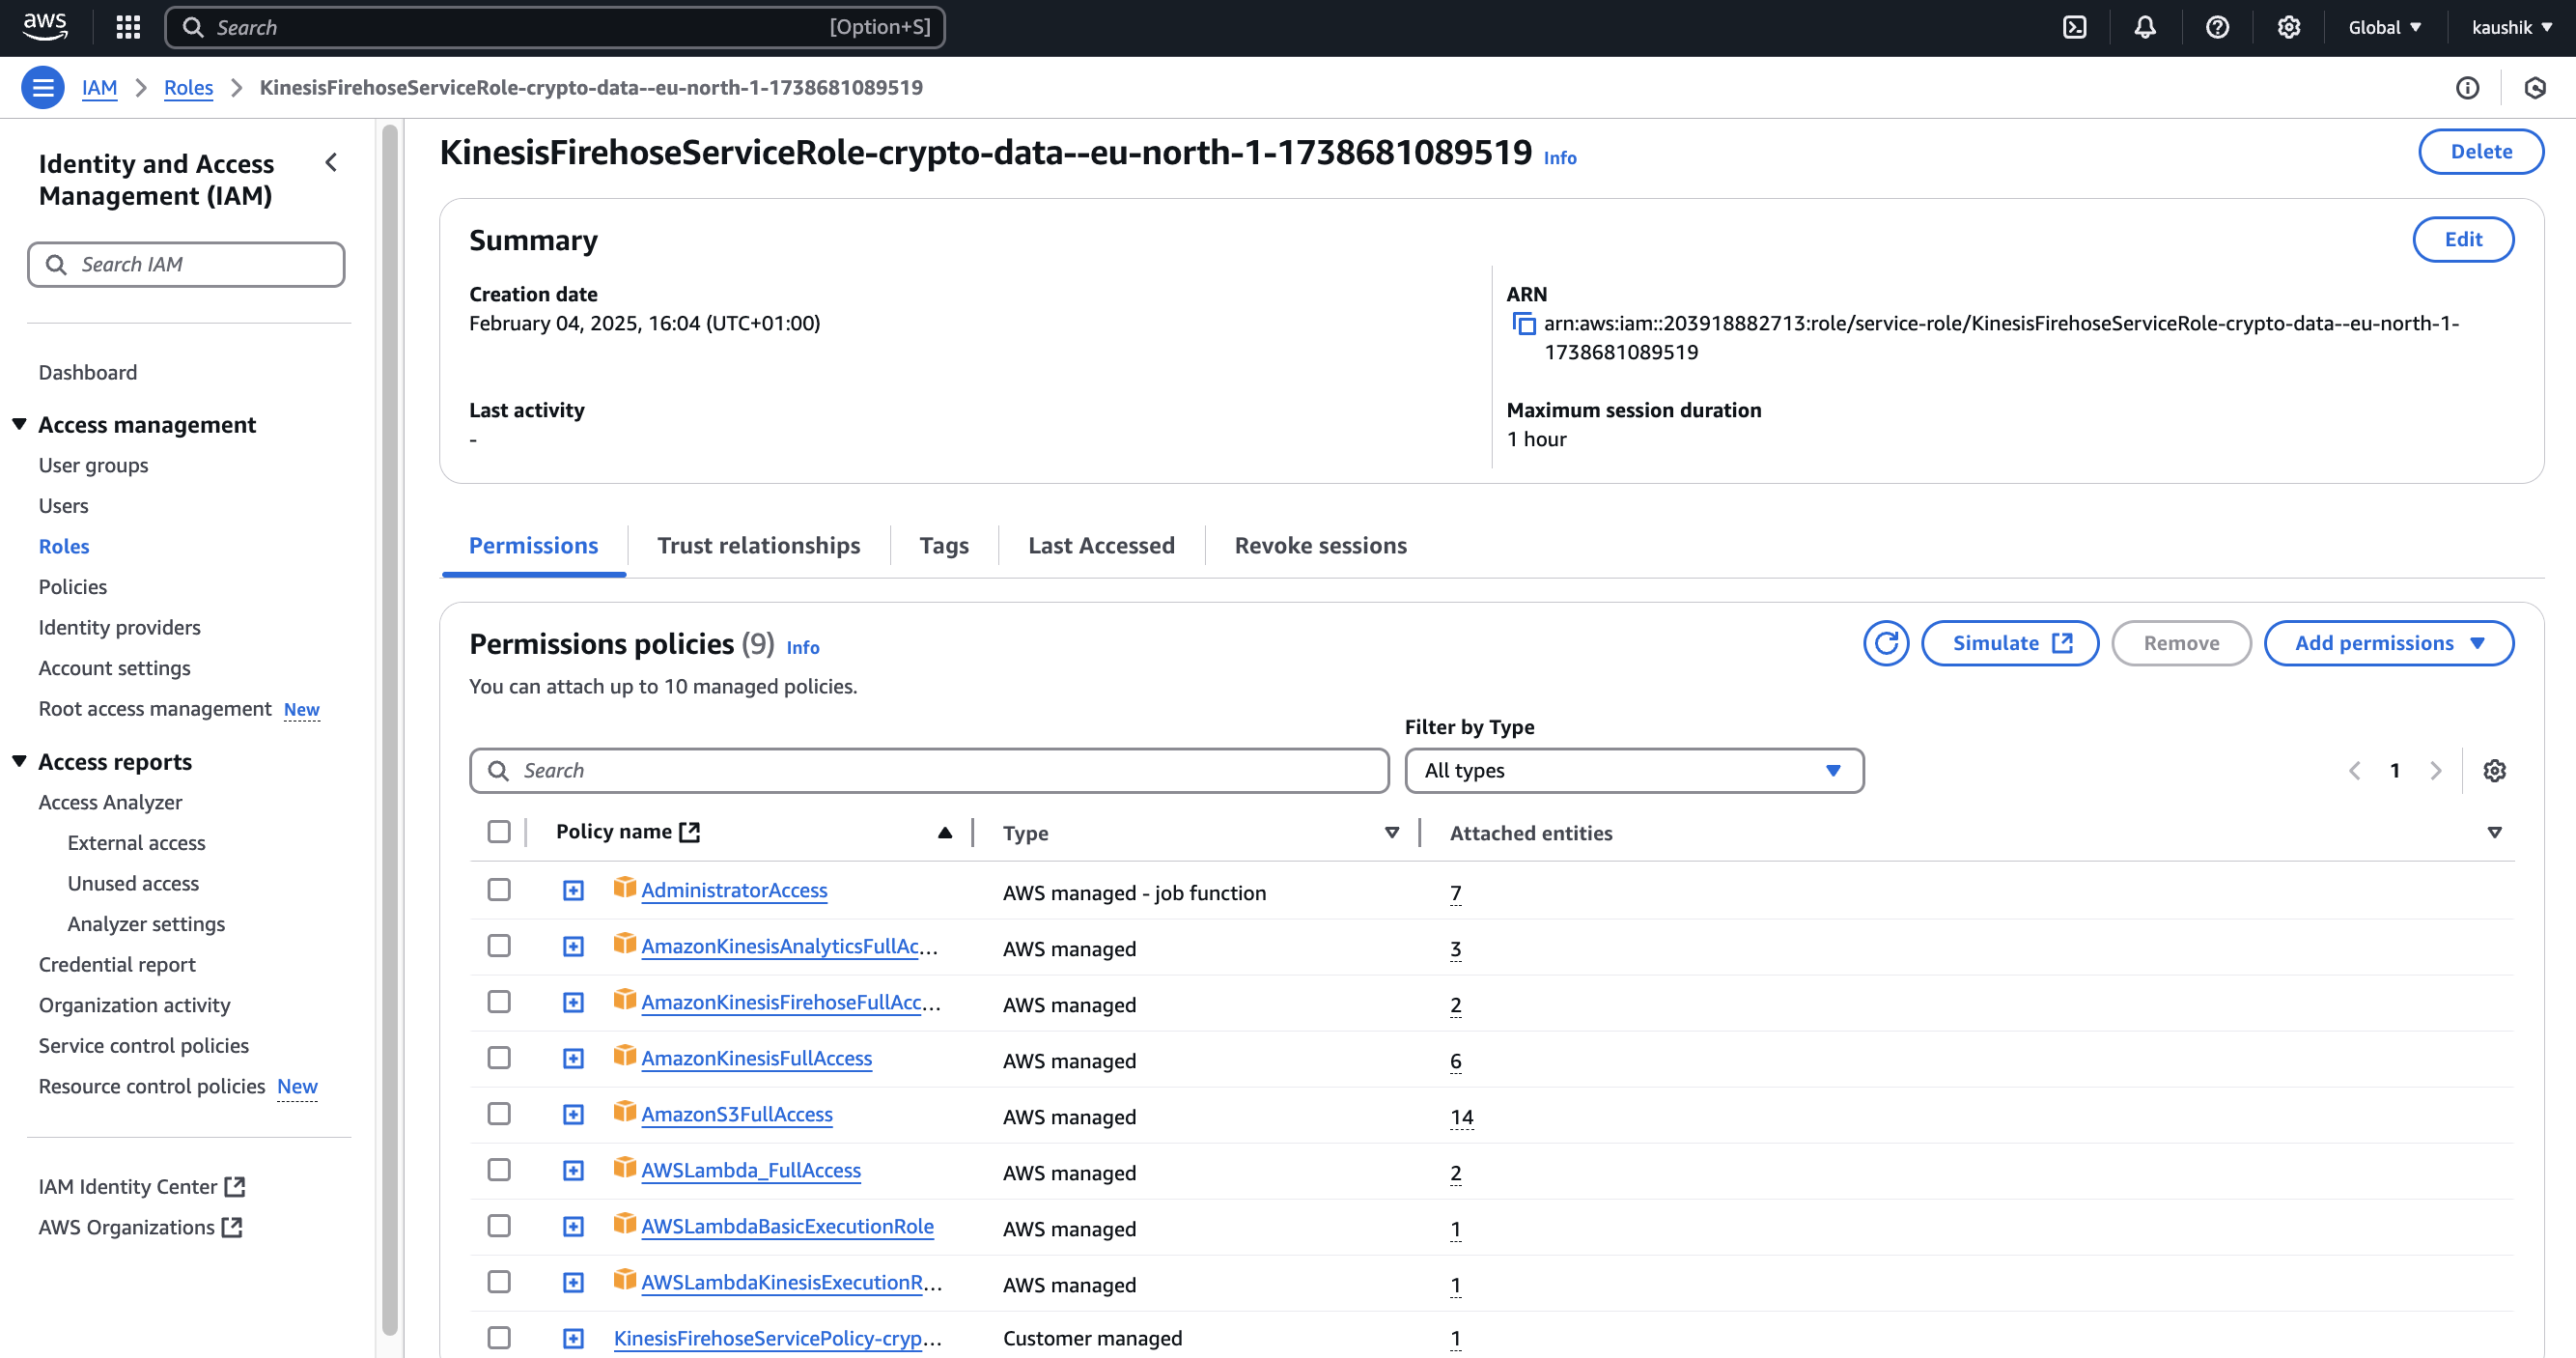 aws
Search [Option+S]
Global
kaushik
IAM
Roles
KinesisFirehoseServiceRole-crypto-data--eu-north-1-1738681089519
Identity and Access
Management (IAM)
Search IAM
Dashboard
Access management
User groups
Users
Roles
Policies
Identity providers
Account settings
Root access management New
Access reports
Access Analyzer
External access
Unused access
Analyzer settings
Credential report
Organization activity
Service control policies
Resource control policies New
IAM Identity Center
AWS Organizations
KinesisFirehoseServiceRole-crypto-data--eu-north-1-1738681089519 Info
Delete
Summary
Edit
Creation date
February 04, 2025, 16:04 (UTC+01:00)
ARN
arn:aws:iam::203918882713:role/service-role/KinesisFirehoseServiceRole-crypto-data--eu-north-1-
1738681089519
Last activity
-
Maximum session duration
1 hour
Permissions
Trust relationships
Tags
Last Accessed
Revoke sessions
Permissions policies (9) Info
Simulate
Remove
Add permissions
You can attach up to 10 managed policies.
Filter by Type
Search
All types
1
Policy name Type Attached entities
AdministratorAccess AWS managed - job function 7
AmazonKinesisAnalyticsFullAc... AWS managed 3
AmazonKinesisFirehoseFullAcc... AWS managed 2
AmazonKinesisFullAccess AWS managed 6
AmazonS3FullAccess AWS managed 14
AWSLambda_FullAccess AWS managed 2
AWSLambdaBasicExecutionRole AWS managed 1
AWSLambdaKinesisExecutionR... AWS managed 1
KinesisFirehoseServicePolicy-cryp... Customer managed 1